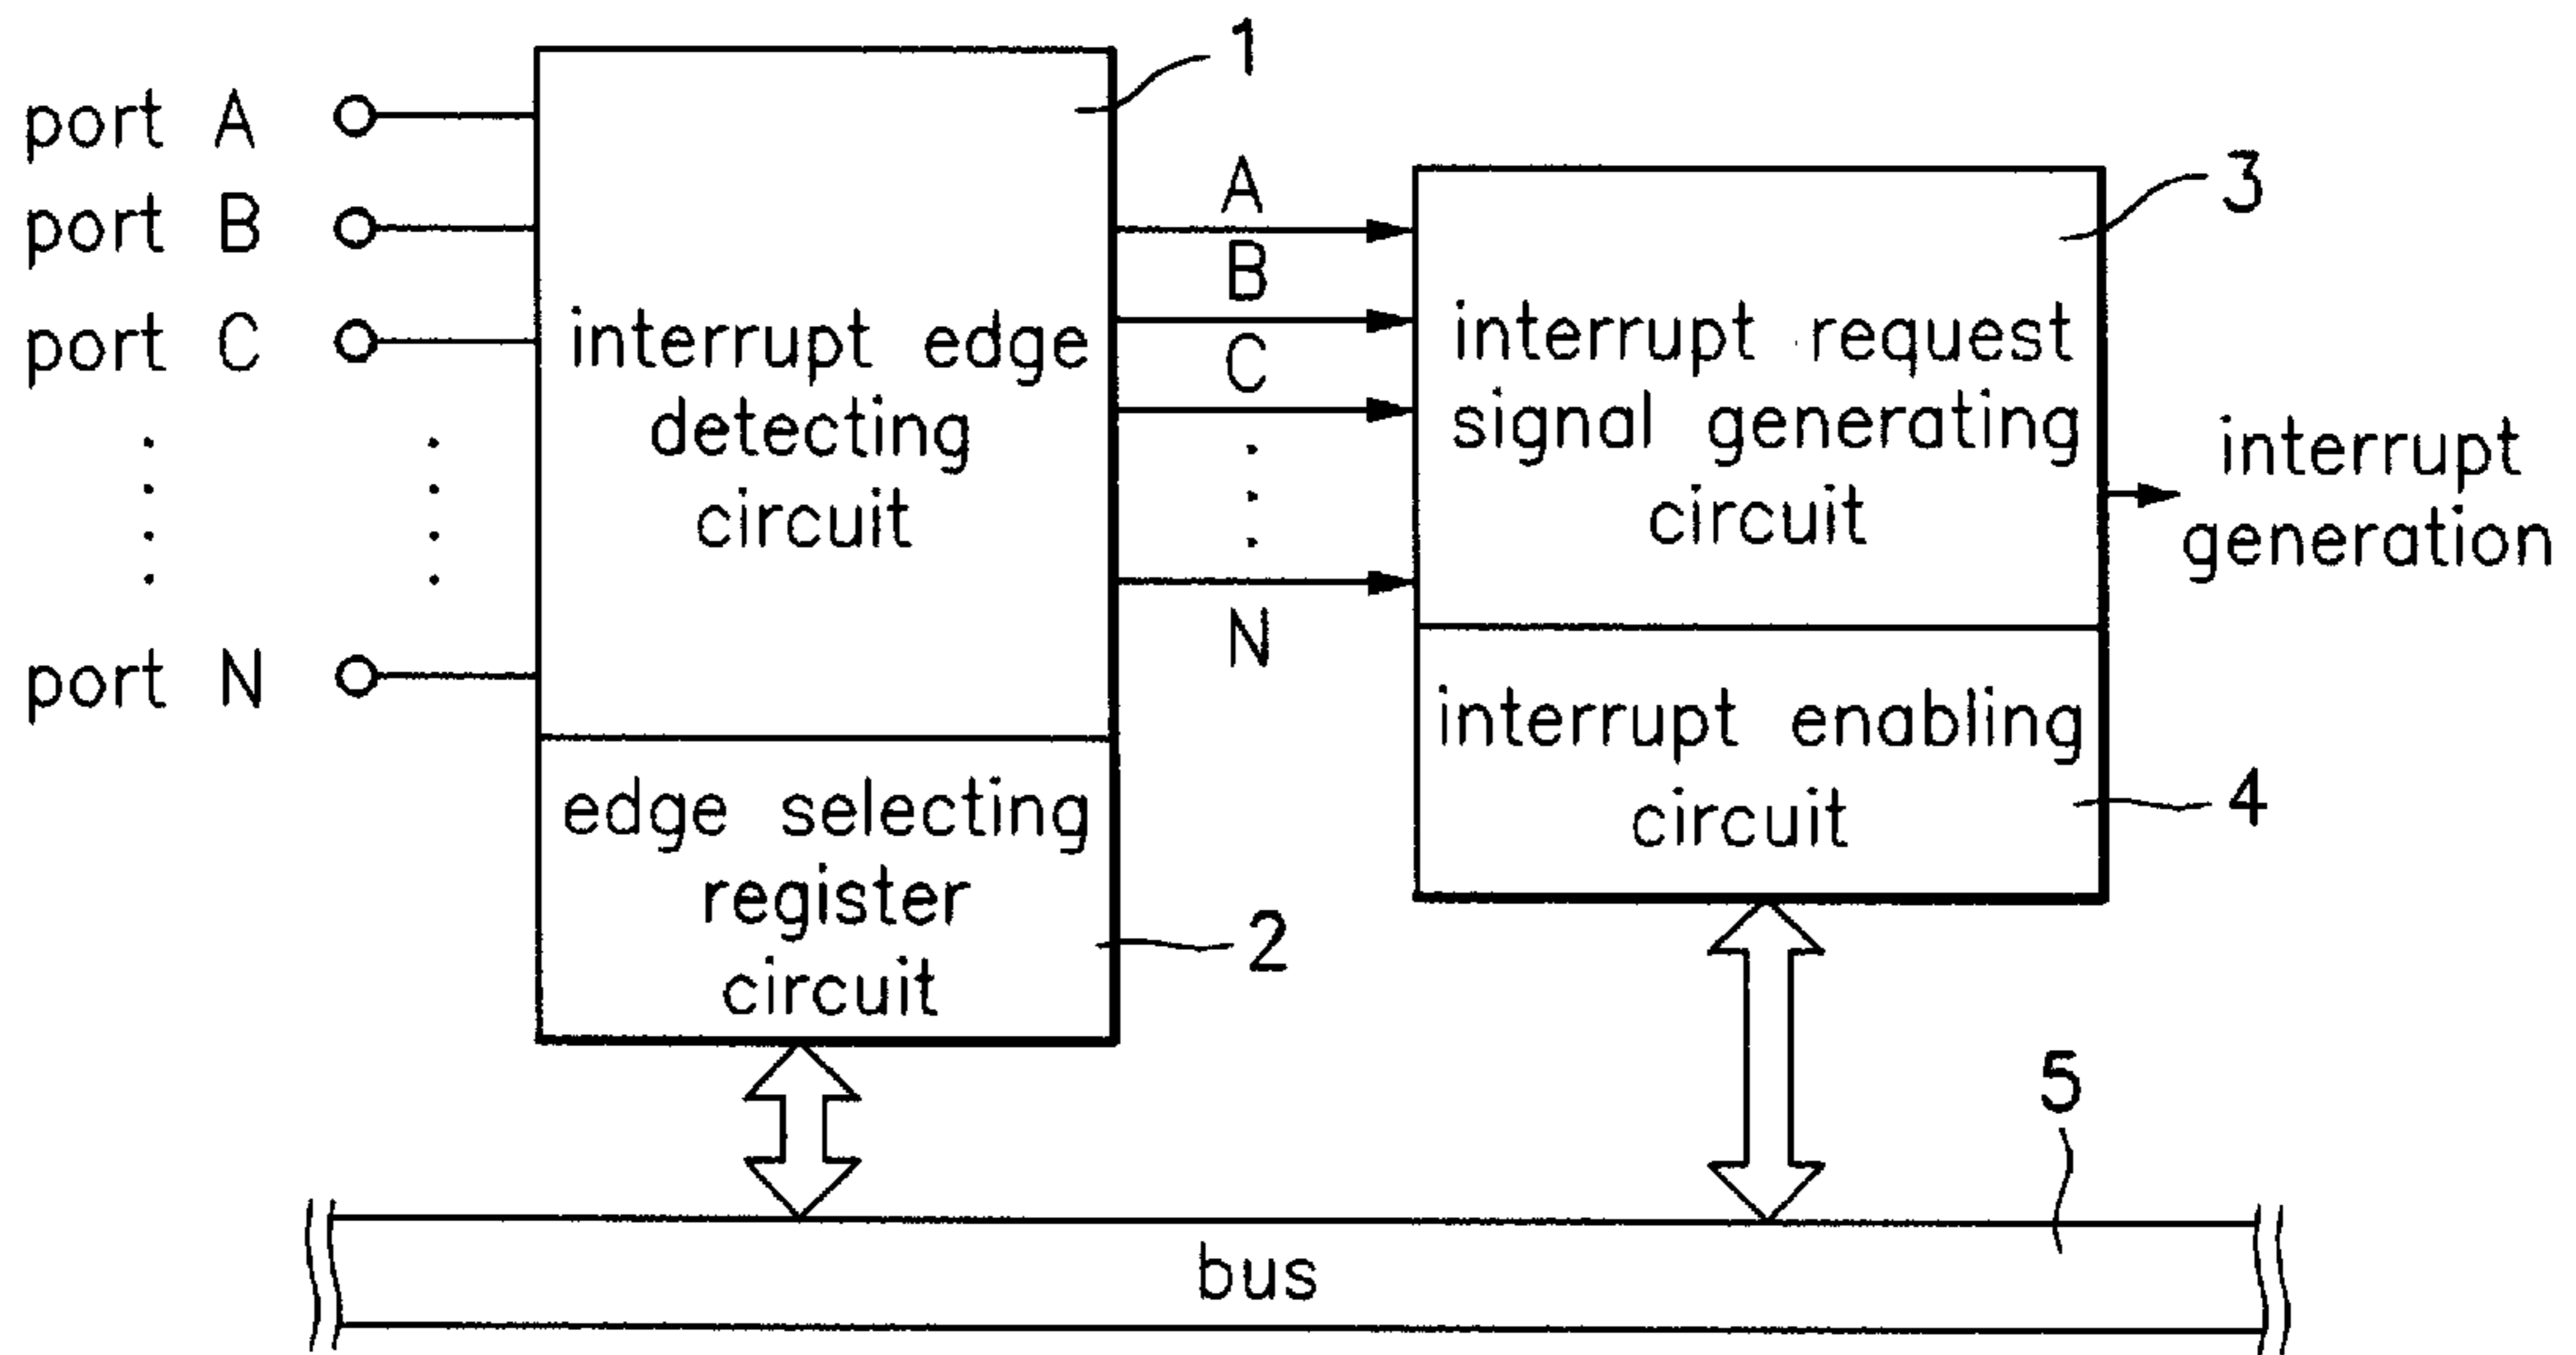 port A
port B
port C
port N
1
interrupt edge
detecting
circuit
edge selecting
register
circuit
2
A
B
C
N
3
interrupt request
signal generating
circuit
interrupt enabling
circuit
4
interrupt
generation
5
bus